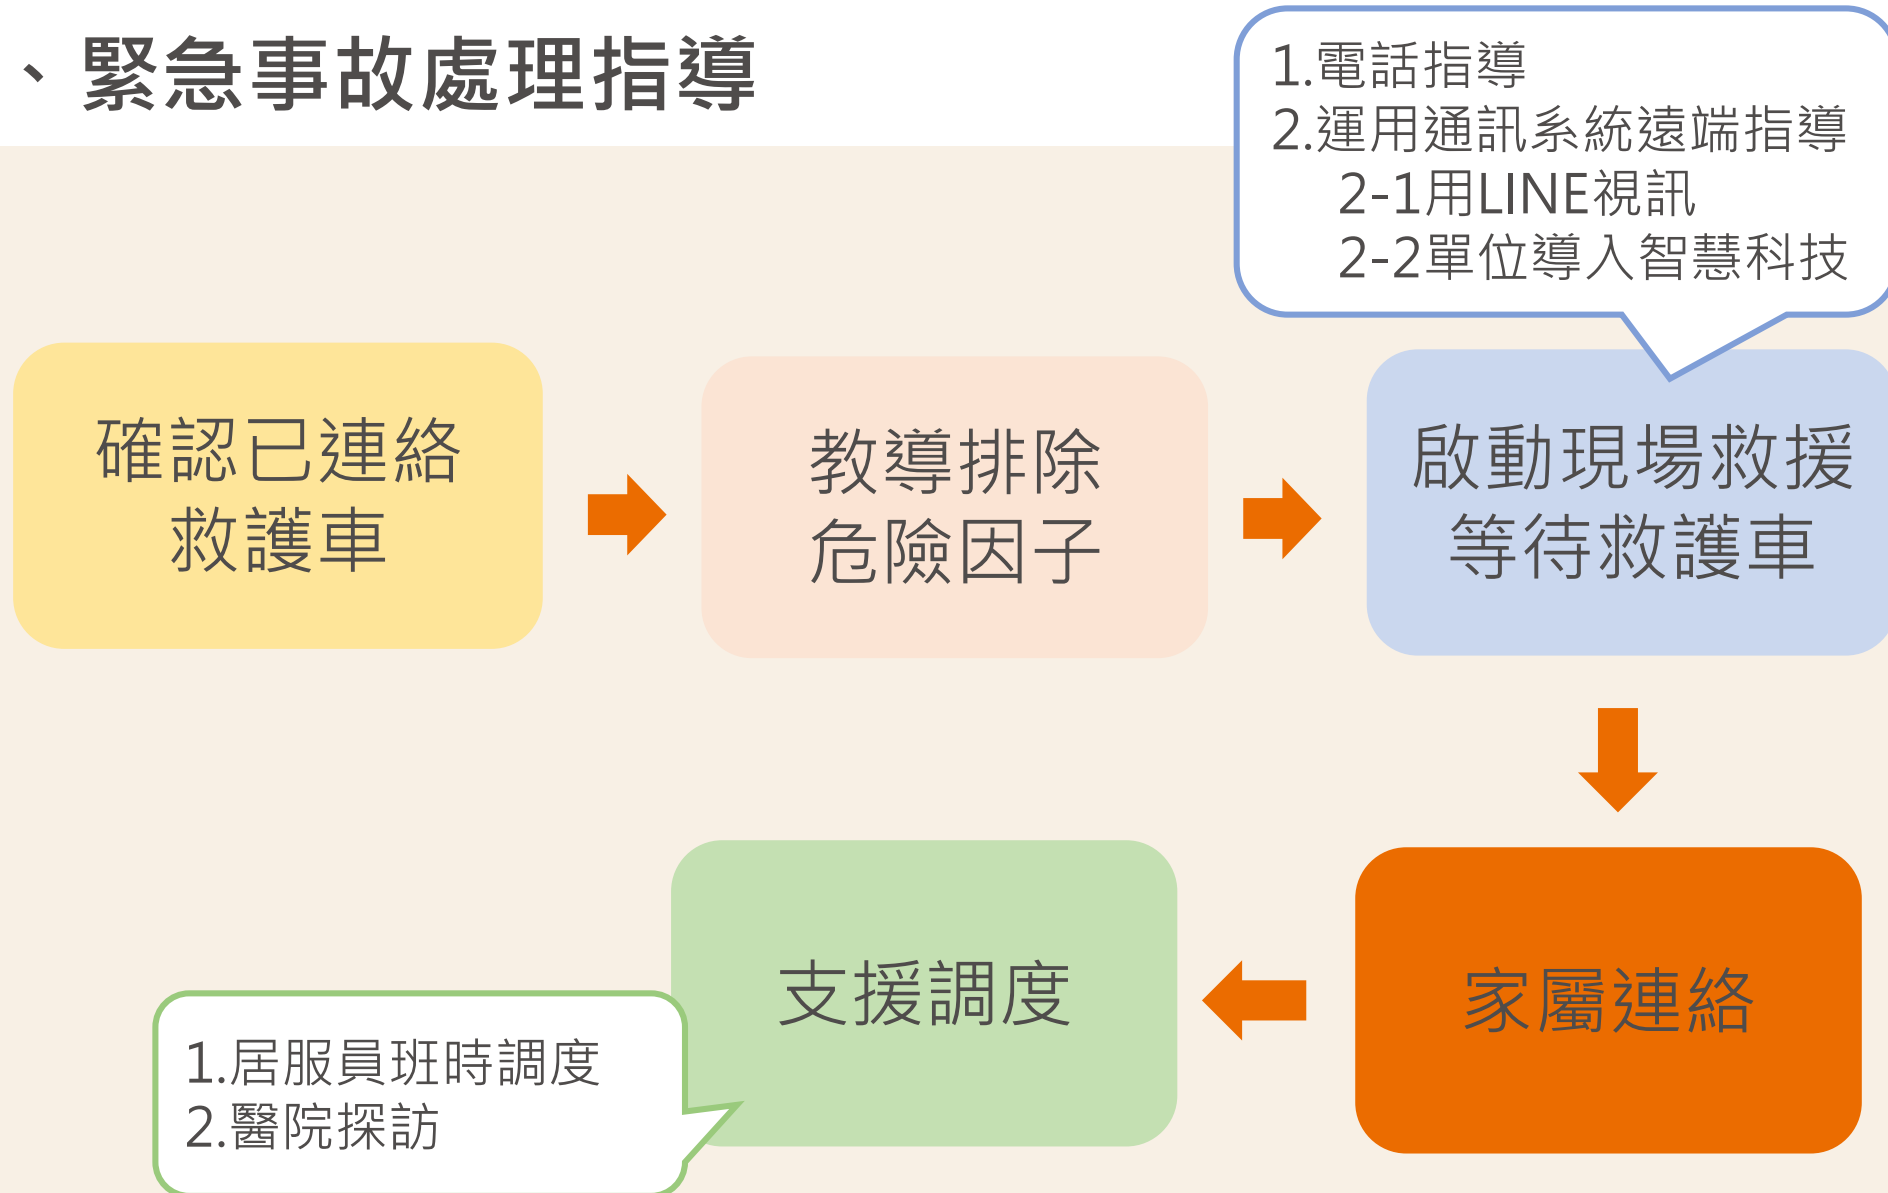 、緊急事故處理指導
1.電話指導
2.運用通訊系統遠端指導
2-1用LINE視訊
2-2單位導入智慧科技
確認已連絡
救護車
教導排除
危險因子
啟動現場救援
等待救護車
家屬連絡
支援調度
1.居服員班時調度
2.醫院探訪